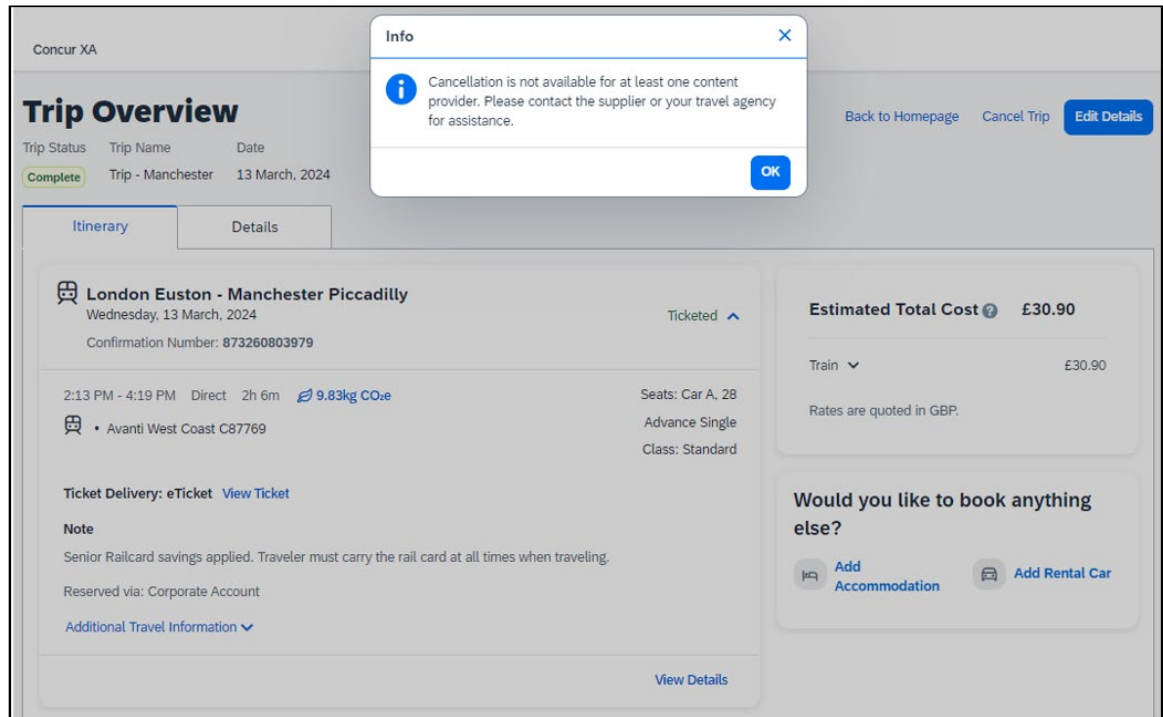 Concur XA
Info
Cancellation is not available for at least one content
provider. Please contact the supplier or your travel agency
for assistance.
OK
Trip Overview
Back to Homepage Cancel Trip Edit Details
Trip Status Trip Name Date
Complete Trip - Manchester 13 March, 2024
Itinerary Details
London Euston - Manchester Piccadilly
Wednesday, 13 March, 2024
Ticketed
Confirmation Number: 873260803979
2:13 PM - 4:19 PM Direct 2h 6m 9.83kg CO₂e
Seats: Car A, 28
• Avanti West Coast C87769
Advance Single
Class: Standard
Ticket Delivery: eTicket View Ticket
Note
Senior Railcard savings applied. Traveler must carry the rail card at all times when traveling.
Reserved via: Corporate Account
Additional Travel Information
View Details
Estimated Total Cost ? £30.90
Train £30.90
Rates are quoted in GBP.
Would you like to book anything
else?
Add
Accommodation
Add Rental Car